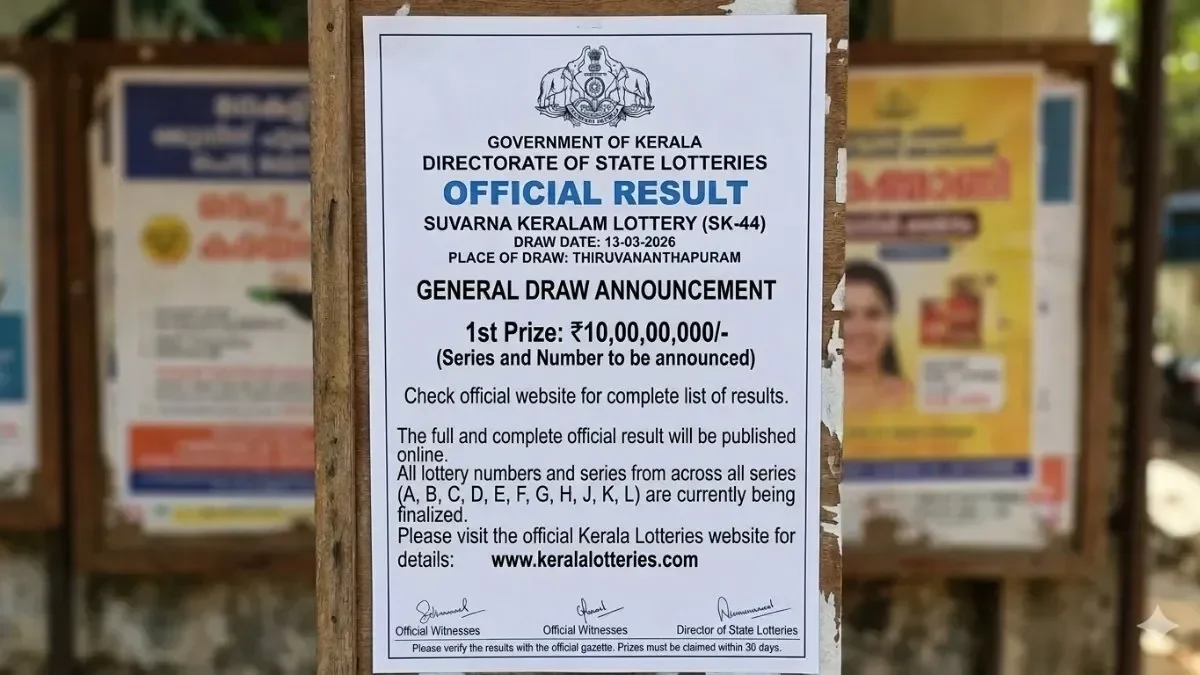 GOVERNMENT OF KERALA
DIRECTORATE OF STATE LOTTERIES
OFFICIAL RESULT
SUVARNA KERALAM LOTTERY (SK-44)
DRAW DATE: 13-03-2026
PLACE OF DRAW: THIRUVANANTHAPURAM
GENERAL DRAW ANNOUNCEMENT
1st Prize: ₹10,00,00,000/-
(Series and Number to be announced)
Check official website for complete list of results.
The full and complete official result will be published
online.
All lottery numbers and series from across all series
(A, B, C, D, E, F, G, H, J, K, L) are currently being
finalized.
Please visit the official Kerala Lotteries website for
details: www.keralalotteries.com
Official Witnesses
Official Witnesses
Director of State Lotteries
Please verify the results with the official gazette. Prizes must be claimed within 30 days.